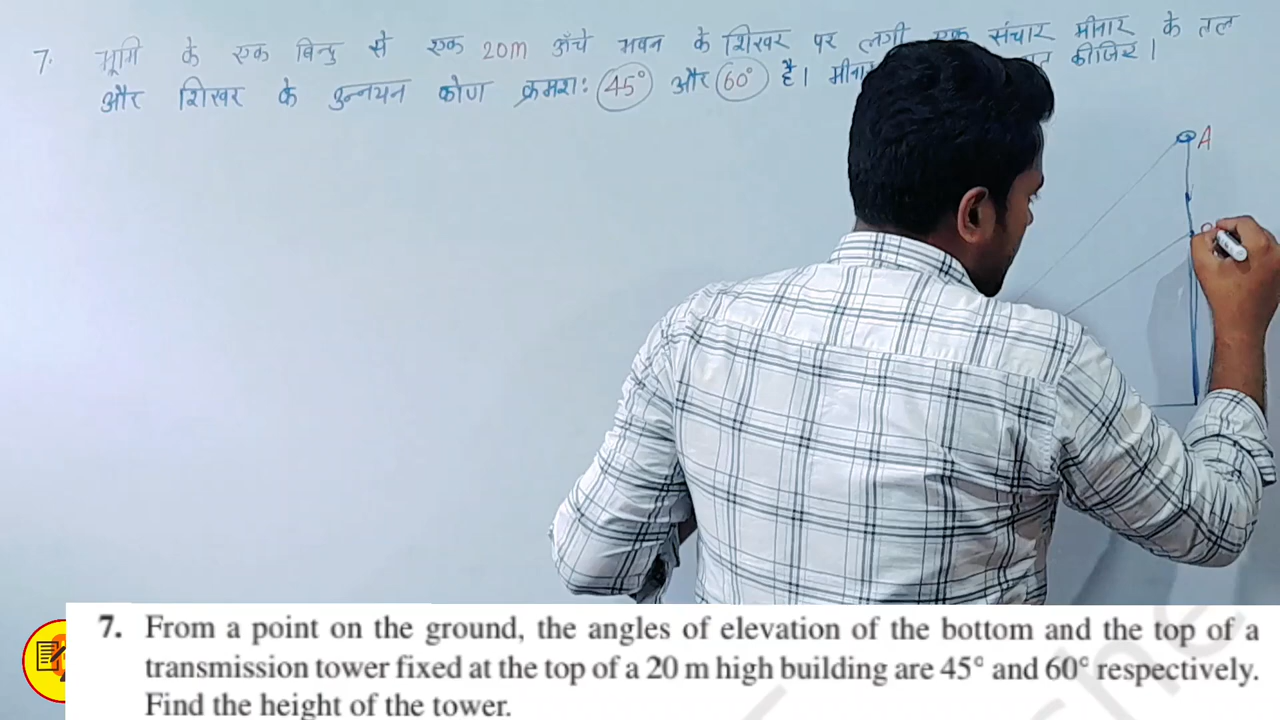 7. भूमि के एक बिन्दु से एक 20m ऊँचे भवन के शिखर पर लगी एक संचार मीनार के तल
और शिखर के उन्नयन कोण क्रमश: 45° और 60° है। कीजिए।
A
7. From a point on the ground, the angles of elevation of the bottom and the top of a
transmission tower fixed at the top of a 20 m high building are 45° and 60° respectively.
Find the height of the tower.